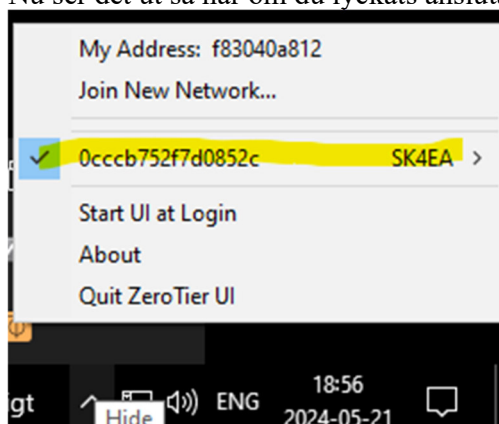 My Address: f83040a812
Join New Network...
0cccb752f7d0852c SK4EA
Start UI at Login
About
Quit ZeroTier UI
gt ENG 18:56
Hide 2024-05-21